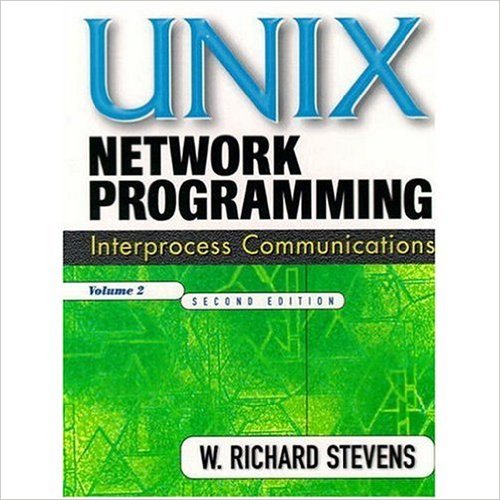 UNIX
NETWORK
PROGRAMMING
Interprocess Communications
Volume 2
SECOND EDITION
W. RICHARD STEVENS